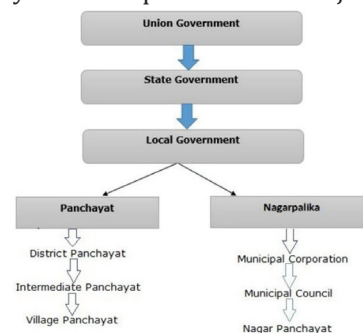 Union Government
State Government
Local Government
Panchayat
Nagarpalika
District Panchayat
Municipal Corporation
Intermediate Panchayat
Municipal Council
Village Panchayat
Nagar Panchayat